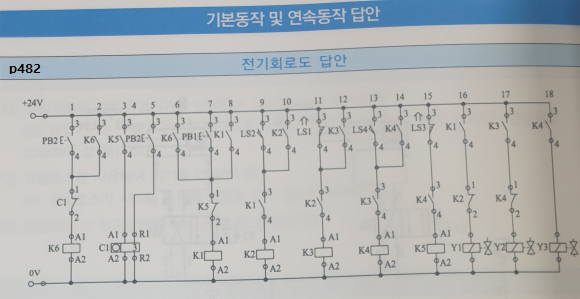 기본동작 및 연속동작 답안
p482
전기회로도 답안
+24V 1 2 3 4 5 6 7 8 9 10 11 12 13 14 15 16 17 18
3 3 3 3 3 3 3 3 3 3 3 3 3 3 3 3 3
PB2 K6 K5 PB2 K6 PB1 K1 LS2 K2 LS1 K3 LS4 K4 LS3 K1 K3 K4
4 4 4 4 4 4 4 4 4 4 4 4 4 4 4 4 4
1 1 3 3 3 3 1 1
C1 K5 K1 K2 K3 K4 K2 K4
2 2 4 4 4 4 2 2
A1 A1 R1 A1 A1 A1 A1 A1 A1 A1 A1
K6 C1 K1 K2 K3 K4 K5 Y1 Y2 Y3
A2 A2 R2 A2 A2 A2 A2 A2 A2 A2 A2
0V